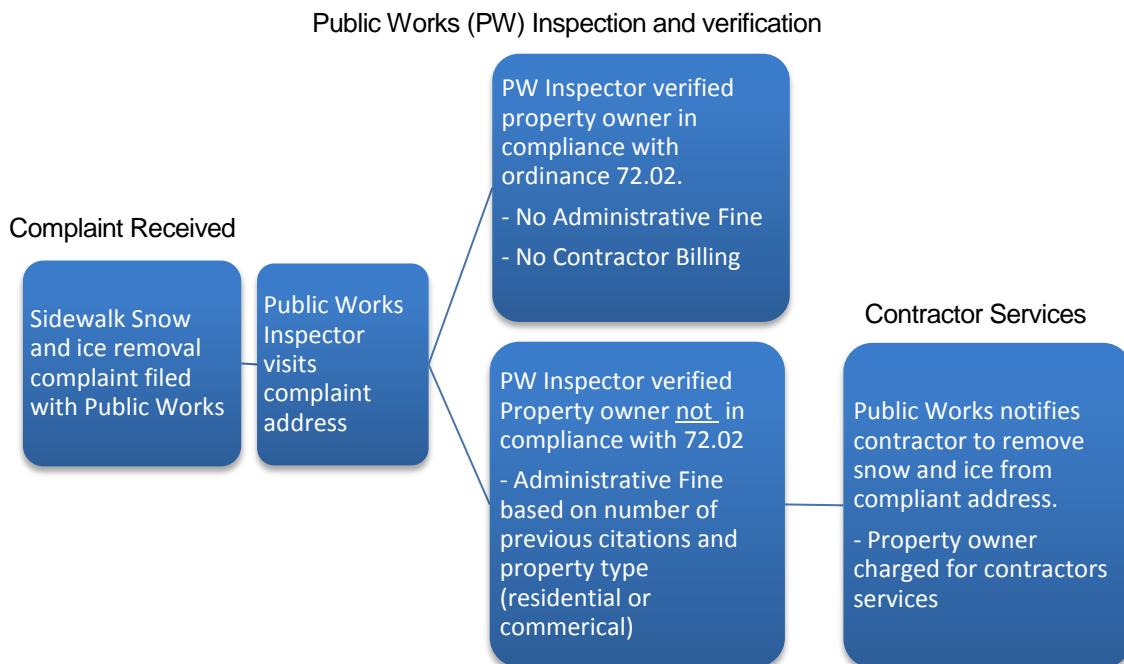 Public Works (PW) Inspection and verification
PW Inspector verified
property owner in
compliance with
ordinance 72.02.
- No Administrative Fine
- No Contractor Billing
Complaint Received
Sidewalk Snow
and ice removal
complaint filed
with Public Works
Public Works
Inspector
visits
complaint
address
PW Inspector verified
Property owner not in
compliance with 72.02
- Administrative Fine
based on number of
previous citations and
property type
(residential or
commerical)
Contractor Services
Public Works notifies
contractor to remove
snow and ice from
compliant address.
- Property owner
charged for contractors
services